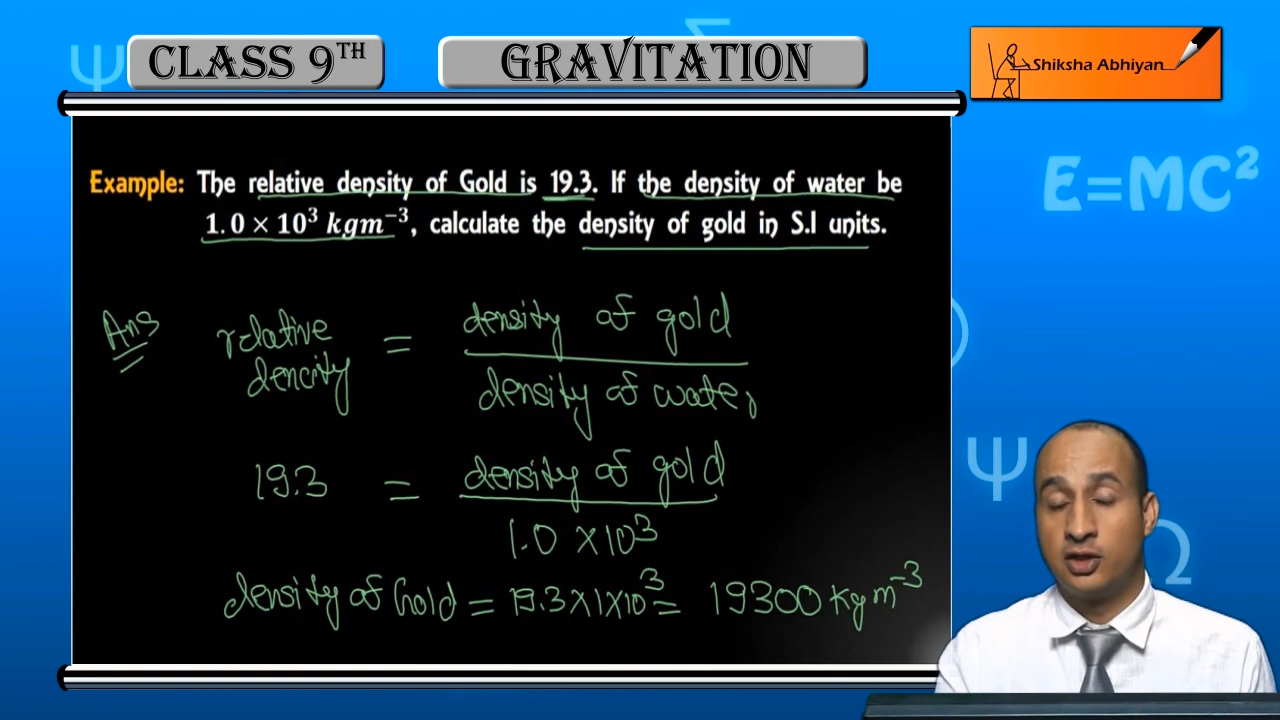 CLASS 9TH
GRAVITATION
Shiksha Abhiyan
E=MC²
Ψ
Σ
Ψ
Ω
Example: The relative density of Gold is 19.3. If the density of water be
1.0 × 10³ kgm⁻³, calculate the density of gold in S.I units.
Ans
relative
dencity
=
density of gold
density of water
19.3 = density of gold
1.0 × 10³
density of Gold = 19.3×1×10³ = 19300 kg m⁻³